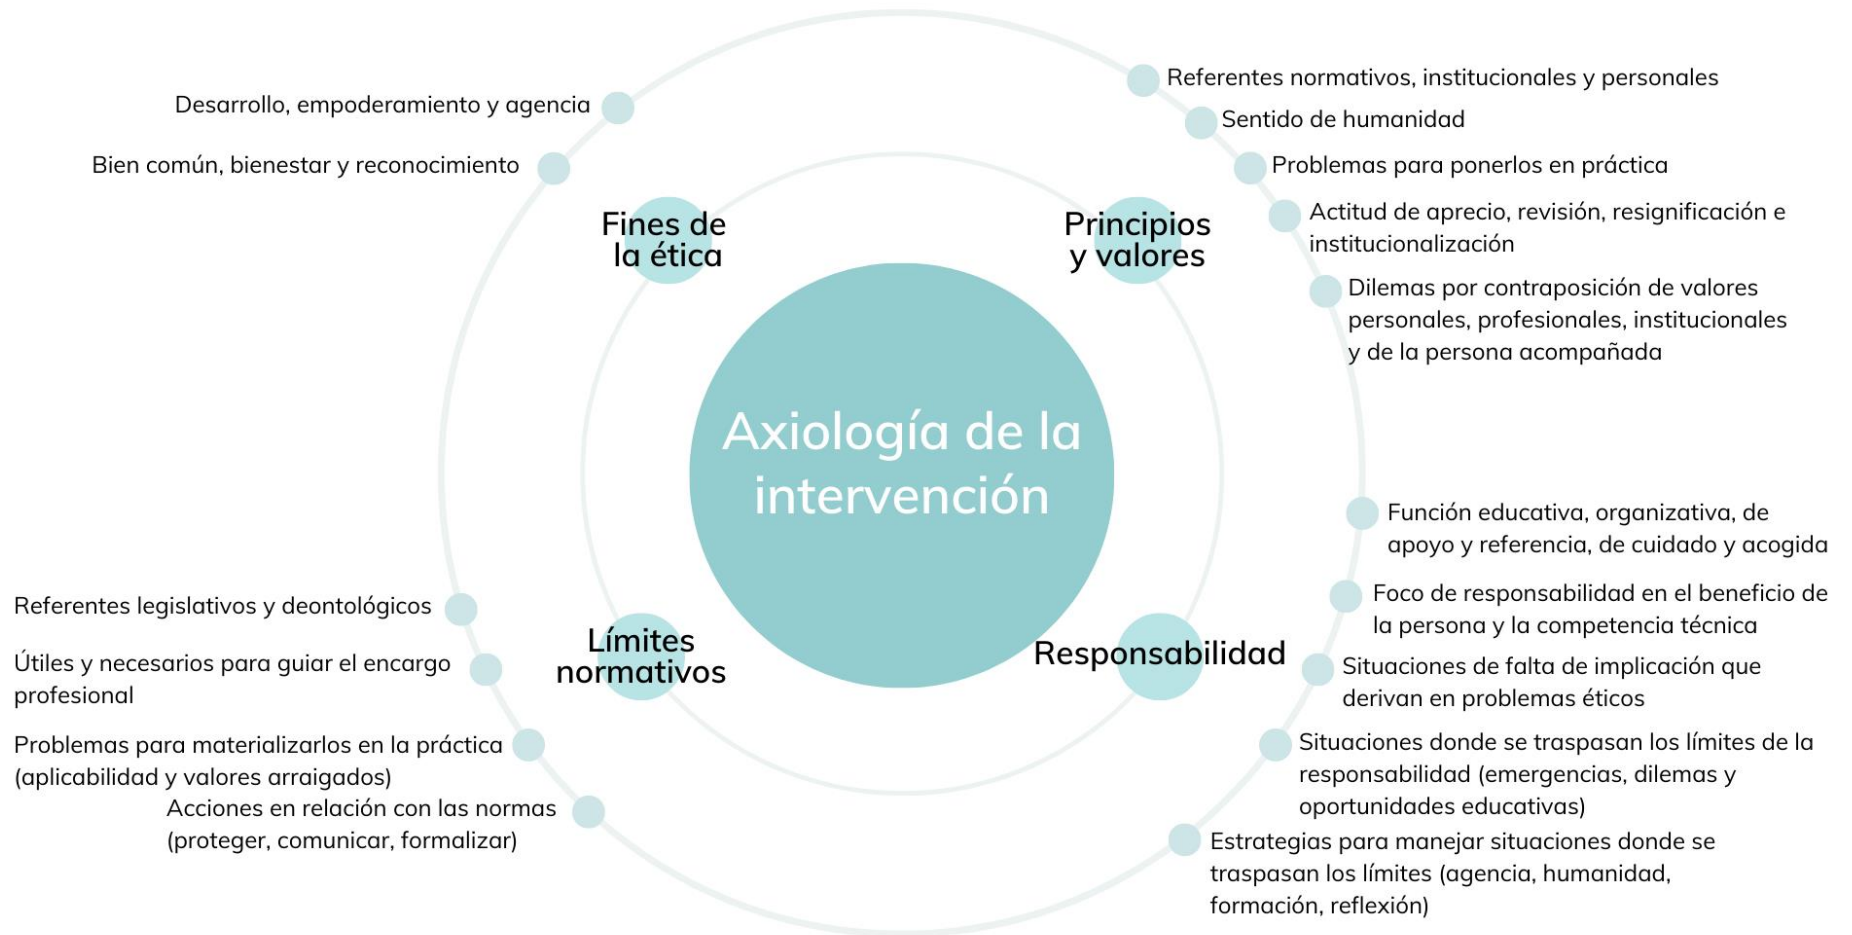 Axiología de la
intervención
Fines de
la ética
Desarrollo, empoderamiento y agencia
Bien común, bienestar y reconocimiento
Principios
y valores
Referentes normativos, institucionales y personales
Sentido de humanidad
Problemas para ponerlos en práctica
Actitud de aprecio, revisión, resignificación e
institucionalización
Dilemas por contraposición de valores
personales, profesionales, institucionales
y de la persona acompañada
Límites
normativos
Referentes legislativos y deontológicos
Útiles y necesarios para guiar el encargo
profesional
Problemas para materializarlos en la práctica
(aplicabilidad y valores arraigados)
Acciones en relación con las normas
(proteger, comunicar, formalizar)
Responsabilidad
Función educativa, organizativa, de
apoyo y referencia, de cuidado y acogida
Foco de responsabilidad en el beneficio de
la persona y la competencia técnica
Situaciones de falta de implicación que
derivan en problemas éticos
Situaciones donde se traspasan los límites de la
responsabilidad (emergencias, dilemas y
oportunidades educativas)
Estrategias para manejar situaciones donde se
traspasan los límites (agencia, humanidad,
formación, reflexión)